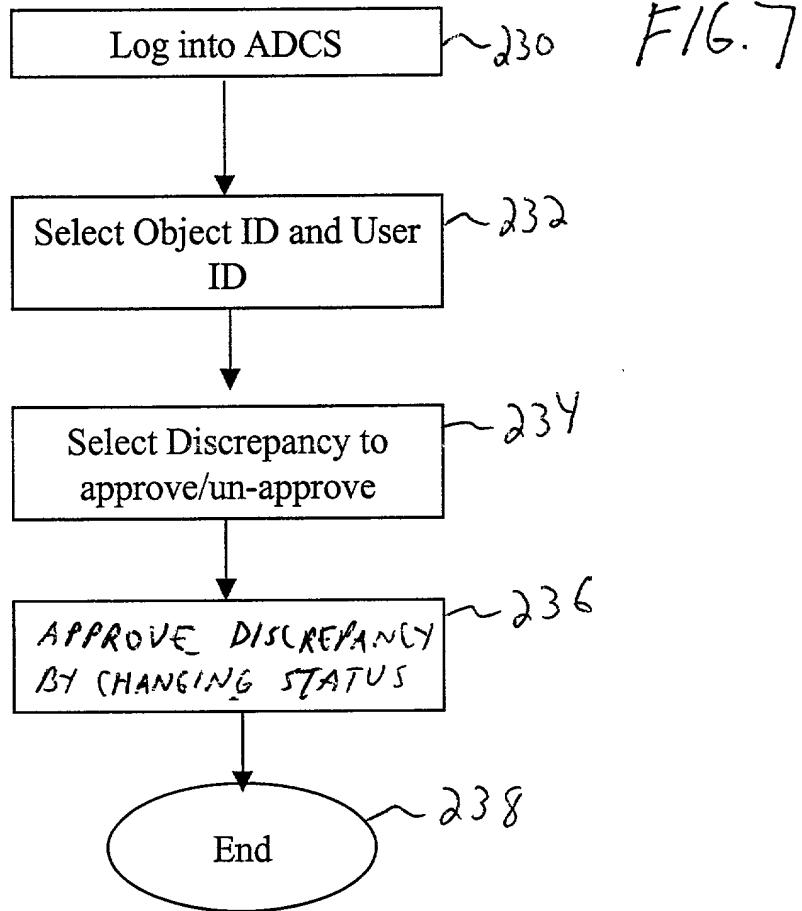 FIG. 7
Log into ADCS
230
Select Object ID and User
ID
232
Select Discrepancy to
approve/un-approve
234
APPROVE DISCREPANCY
BY CHANGING STATUS
236
End
238